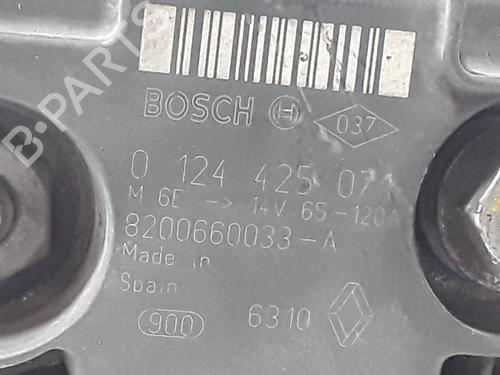 B-PARTS
BOSCH 037
0 124 425 071
M 6E -> 14V 65-120A
8200660033-A
Made in
Spain
900 6310